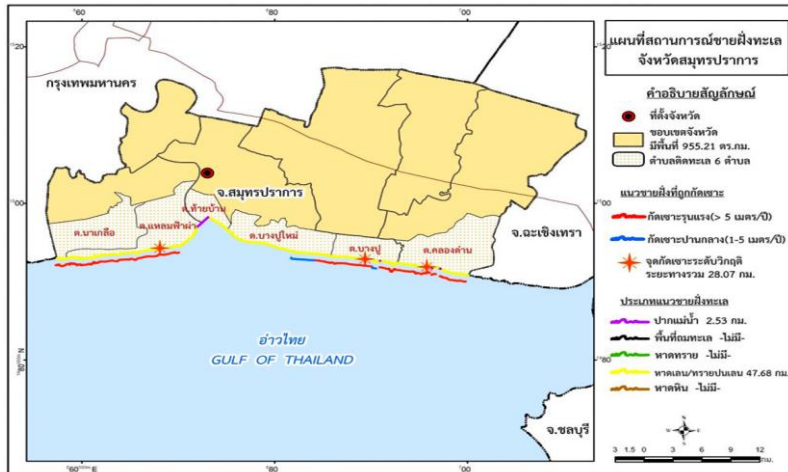 แผนที่สถานการณ์ชายฝั่งทะเล
จังหวัดสมุทรปราการ
คำอธิบายสัญลักษณ์
ที่ตั้งจังหวัด
ขอบเขตจังหวัด
มีพื้นที่ 955.21 ตร.กม.
ตำบลติดทะเล 6 ตำบล
แนวชายฝั่งที่ถูกกัดเซาะ
กัดเซาะรุนแรง(> 5 เมตร/ปี)
กัดเซาะปานกลาง(1-5 เมตร/ปี)
จุดกัดเซาะระดับวิกฤติ
ระยะทางรวม 28.07 กม.
ประเภทแนวชายฝั่งทะเล
ปากแม่น้ำ 2.53 กม.
พื้นที่ถมทะเล -ไม่มี-
หาดทราย -ไม่มี-
หาดเลน/ทรายปนเลน 47.68 กม.
หาดหิน -ไม่มี-
3 1.5 0 3 6 9 12
กม.
กรุงเทพมหานคร
จ.สมุทรปราการ
ต.ท้ายบ้าน
ต.นาเกลือ
ต.แหลมฟ้าผ่า
ต.บางปูใหม่
ต.บางปู
ต.คลองด่าน
จ.ฉะเชิงเทรา
อ่าวไทย
GULF OF THAILAND
จ.ชลบุรี